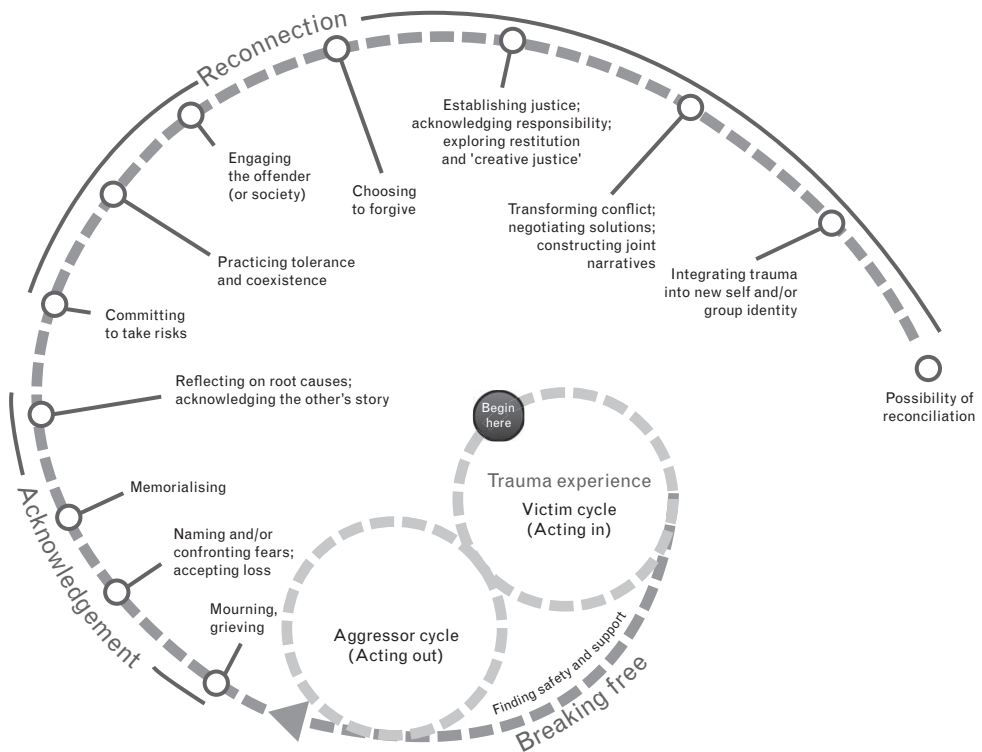 Begin
here
Trauma experience
Victim cycle
(Acting in)
Aggressor cycle
(Acting out)
Finding safety and support
Breaking free
Mourning,
grieving
Naming and/or
confronting fears;
accepting loss
Memorialising
Reflecting on root causes;
acknowledging the other's story
Acknowledgement
Committing
to take risks
Practicing tolerance
and coexistence
Engaging
the offender
(or society)
Reconnection
Choosing
to forgive
Establishing justice;
acknowledging responsibility;
exploring restitution
and 'creative justice'
Transforming conflict;
negotiating solutions;
constructing joint
narratives
Integrating trauma
into new self and/or
group identity
Possibility of
reconciliation